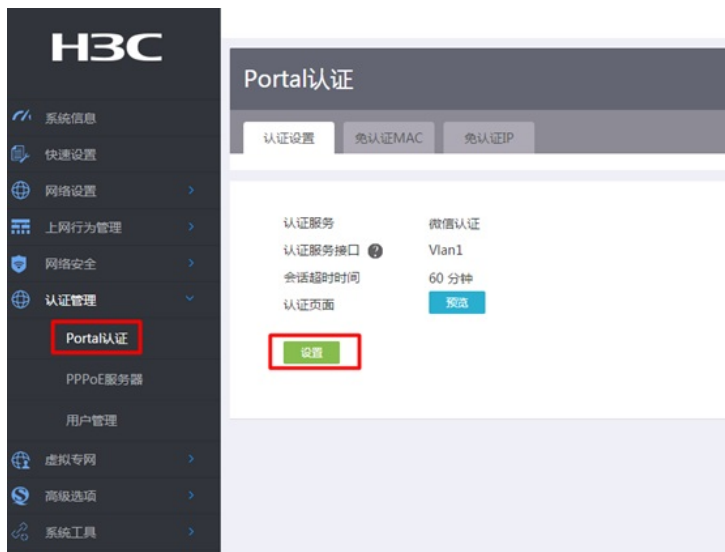 H3C
系统信息
快速设置
网络设置
上网行为管理
网络安全
认证管理
Portal认证
PPPoE服务器
用户管理
虚拟专网
高级选项
系统工具
Portal认证
认证设置 免认证MAC 免认证IP
认证服务 微信认证
认证服务接口 ? Vlan1
会话超时时间 60 分钟
认证页面 预览
设置